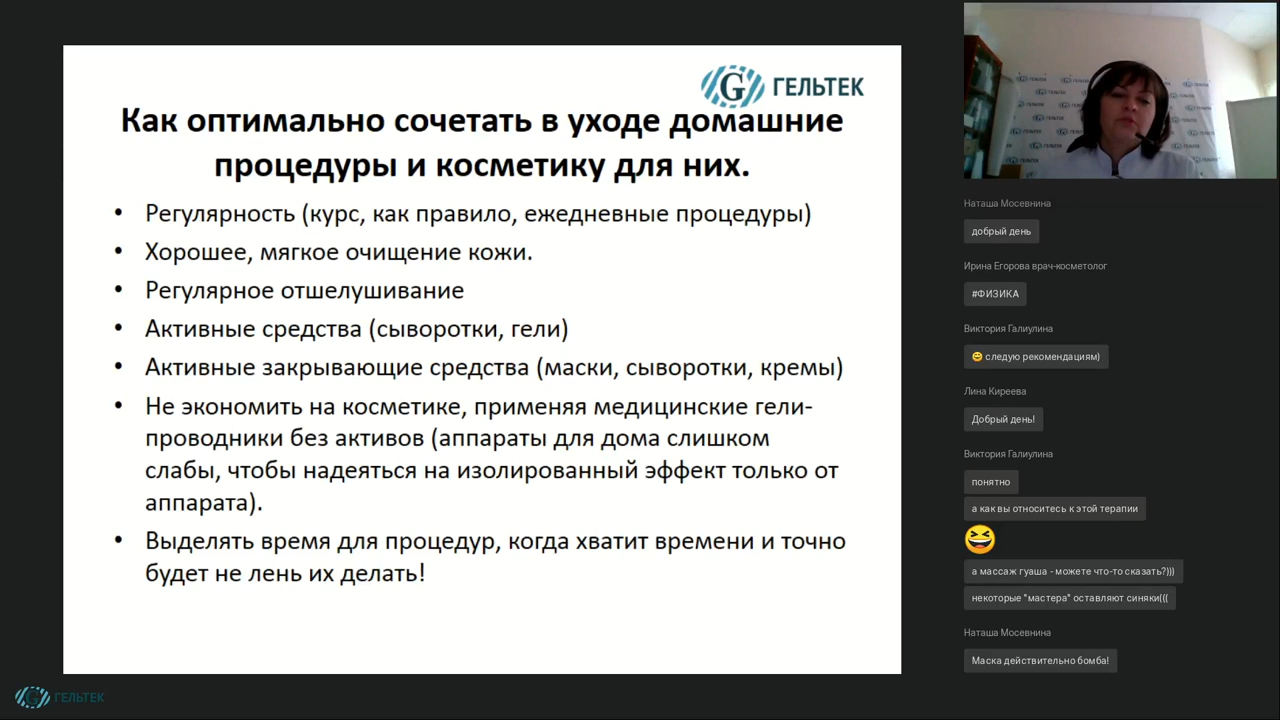 ГЕЛЬТЕК
Как оптимально сочетать в уходе домашние
процедуры и косметику для них.
• Регулярность (курс, как правило, ежедневные процедуры)
• Хорошее, мягкое очищение кожи.
• Регулярное отшелушивание
• Активные средства (сыворотки, гели)
• Активные закрывающие средства (маски, сыворотки, кремы)
• Не экономить на косметике, применяя медицинские гели-
проводники без активов (аппараты для дома слишком
слабы, чтобы надеяться на изолированный эффект только от
аппарата).
• Выделять время для процедур, когда хватит времени и точно
будет не лень их делать!
ГЕЛЬТЕК
Наташа Мосевнина
добрый день
Ирина Егорова врач-косметолог
#ФИЗИКА
Виктория Галиулина
😊 следую рекомендациям)
Лина Киреева
Добрый день!
Виктория Галиулина
понятно
а как вы относитесь к этой терапии
😆
а массаж гуаша - можете что-то сказать?)))
некоторые "мастера" оставляют синяки(((
Наташа Мосевнина
Маска действительно бомба!